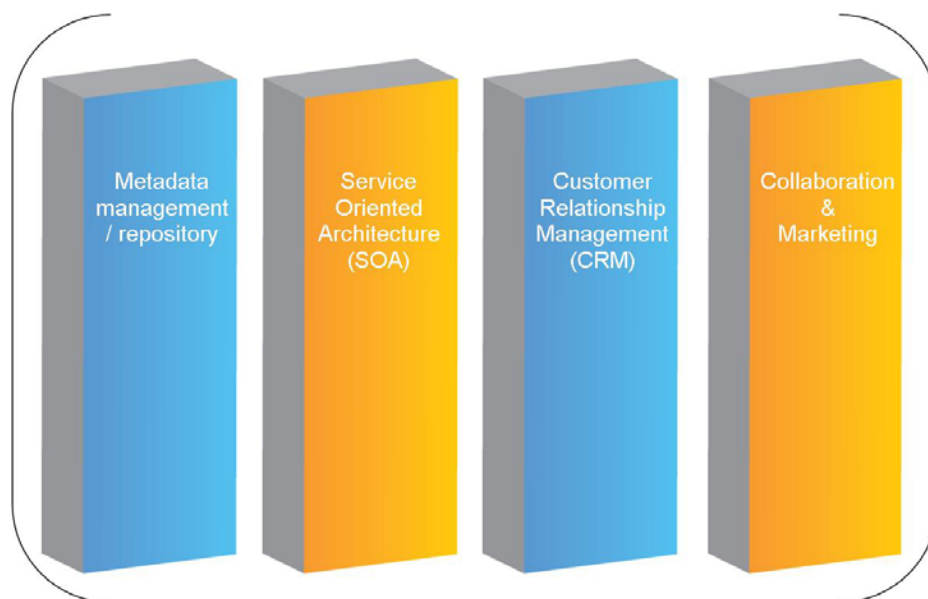 Metadata
management
/ repository
Service
Oriented
Architecture
(SOA)
Customer
Relationship
Management
(CRM)
Collaboration
&
Marketing